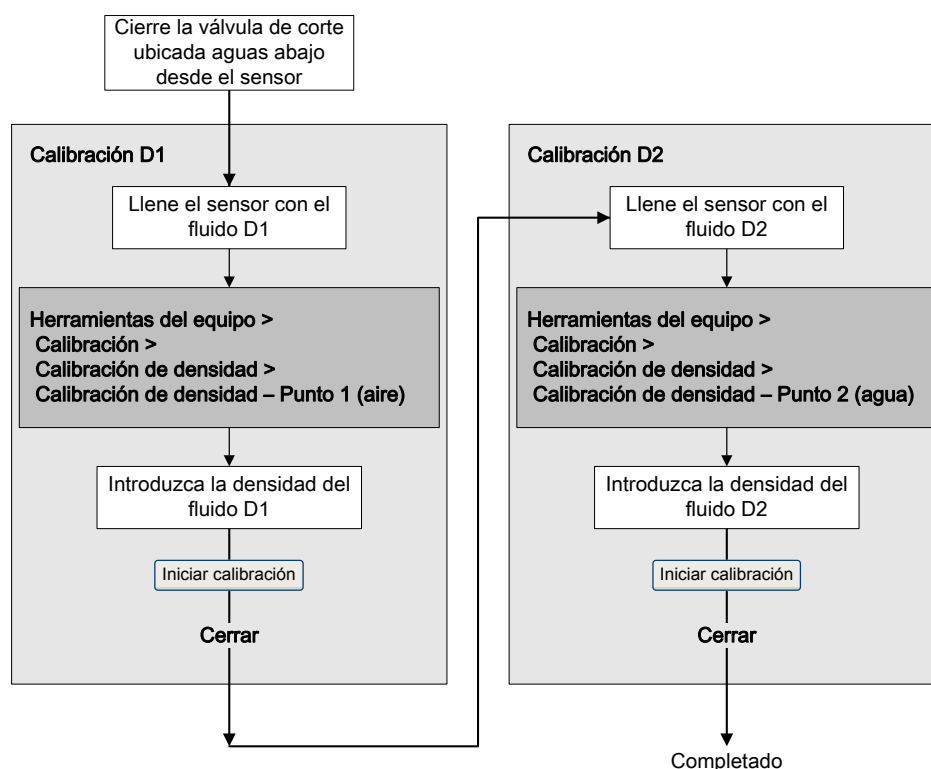 Cierre la válvula de corte
ubicada aguas abajo
desde el sensor
Calibración D1
Llene el sensor con el
fluido D1
Herramientas del equipo >
Calibración >
Calibración de densidad >
Calibración de densidad – Punto 1 (aire)
Introduzca la densidad del
fluido D1
Iniciar calibración
Cerrar
Calibración D2
Llene el sensor con el
fluido D2
Herramientas del equipo >
Calibración >
Calibración de densidad >
Calibración de densidad – Punto 2 (agua)
Introduzca la densidad del
fluido D2
Iniciar calibración
Cerrar
Completado